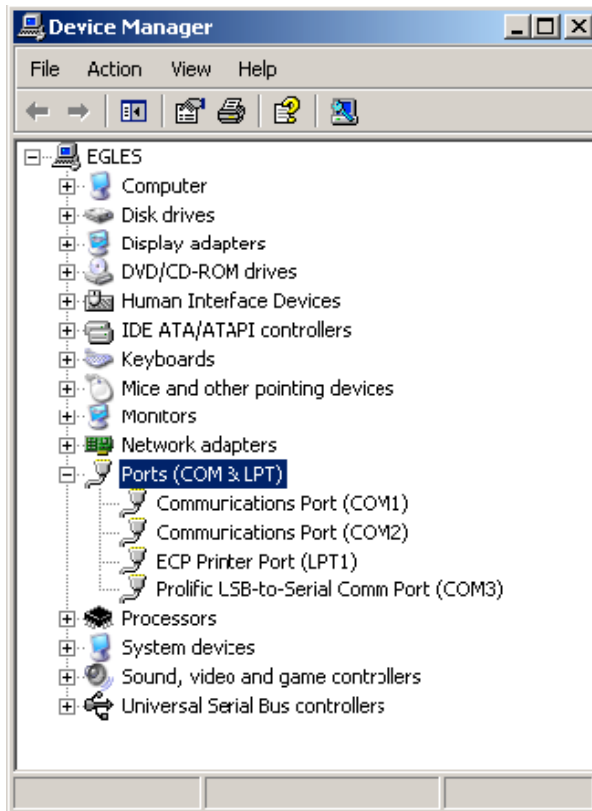 Device Manager
File Action View Help
EGLES
Computer
Disk drives
Display adapters
DVD/CD-ROM drives
Human Interface Devices
IDE ATA/ATAPI controllers
Keyboards
Mice and other pointing devices
Monitors
Network adapters
Ports (COM & LPT)
Communications Port (COM1)
Communications Port (COM2)
ECP Printer Port (LPT1)
Prolific USB-to-Serial Comm Port (COM3)
Processors
System devices
Sound, video and game controllers
Universal Serial Bus controllers